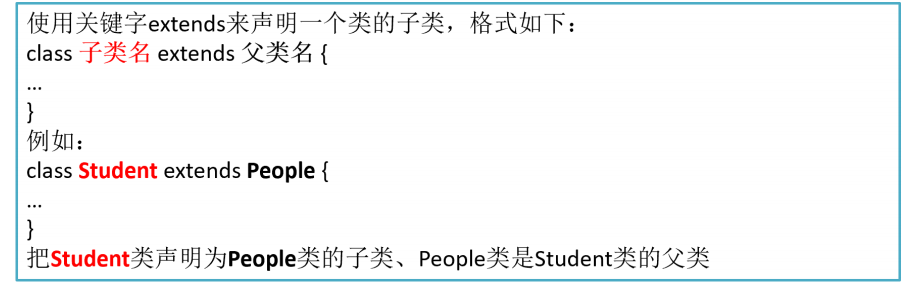 使用关键字extends来声明一个类的子类，格式如下：
class 子类名 extends 父类名 {
…
}
例如：
class Student extends People {
…
}
把Student类声明为People类的子类、People类是Student类的父类